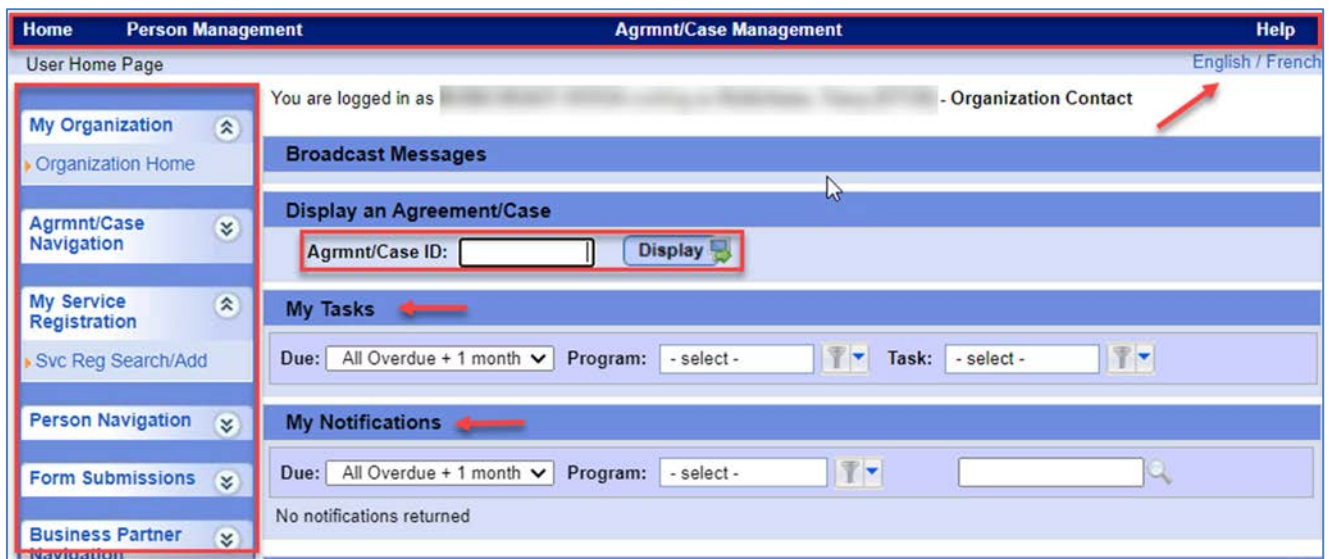 Home Person Management Agrmnt/Case Management Help
User Home Page English / French
My Organization
Organization Home
Agrmnt/Case
Navigation
My Service
Registration
Svc Reg Search/Add
Person Navigation
Form Submissions
Business Partner
Navigation
You are logged in as - Organization Contact
Broadcast Messages
Display an Agreement/Case
Agrmnt/Case ID: Display
My Tasks
Due: All Overdue + 1 month Program: - select - Task: - select -
My Notifications
Due: All Overdue + 1 month Program: - select -
No notifications returned